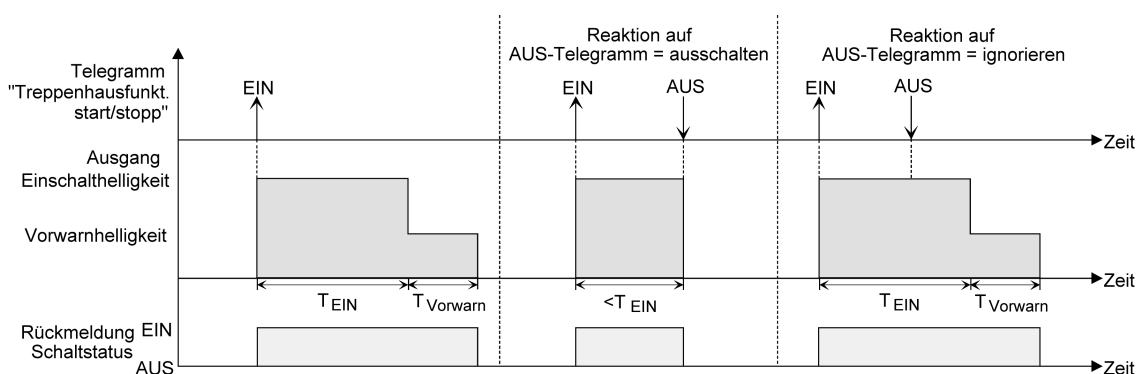 Reaktion auf
AUS-Telegramm = ausschalten
Reaktion auf
AUS-Telegramm = ignorieren
Telegramm
"Treppenhausfunkt.
start/stopp"
EIN
EIN
AUS
EIN
AUS
Zeit
Ausgang
Einschalthelligkeit
Vorwarnhelligkeit
Zeit
T EIN
T Vorwarn
<T EIN
T EIN
T Vorwarn
Rückmeldung
Schaltstatus
EIN
AUS
Zeit